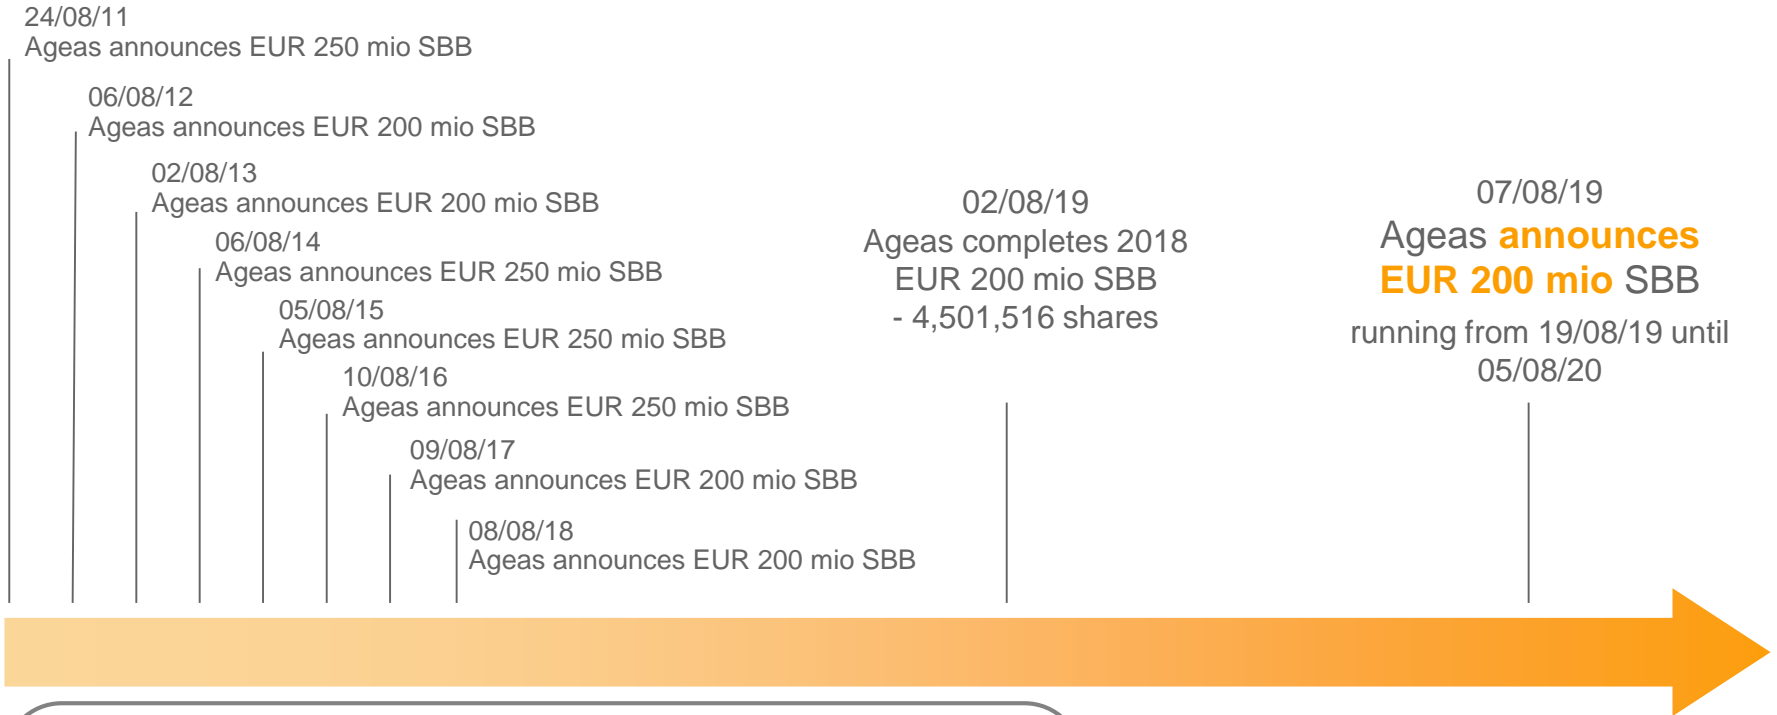 24/08/11
Ageas announces EUR 250 mio SBB
06/08/12
Ageas announces EUR 200 mio SBB
02/08/13
Ageas announces EUR 200 mio SBB
06/08/14
Ageas announces EUR 250 mio SBB
05/08/15
Ageas announces EUR 250 mio SBB
10/08/16
Ageas announces EUR 250 mio SBB
09/08/17
Ageas announces EUR 200 mio SBB
08/08/18
Ageas announces EUR 200 mio SBB
02/08/19
Ageas completes 2018
EUR 200 mio SBB
- 4,501,516 shares
07/08/19
Ageas announces
EUR 200 mio SBB
running from 19/08/19 until
05/08/20